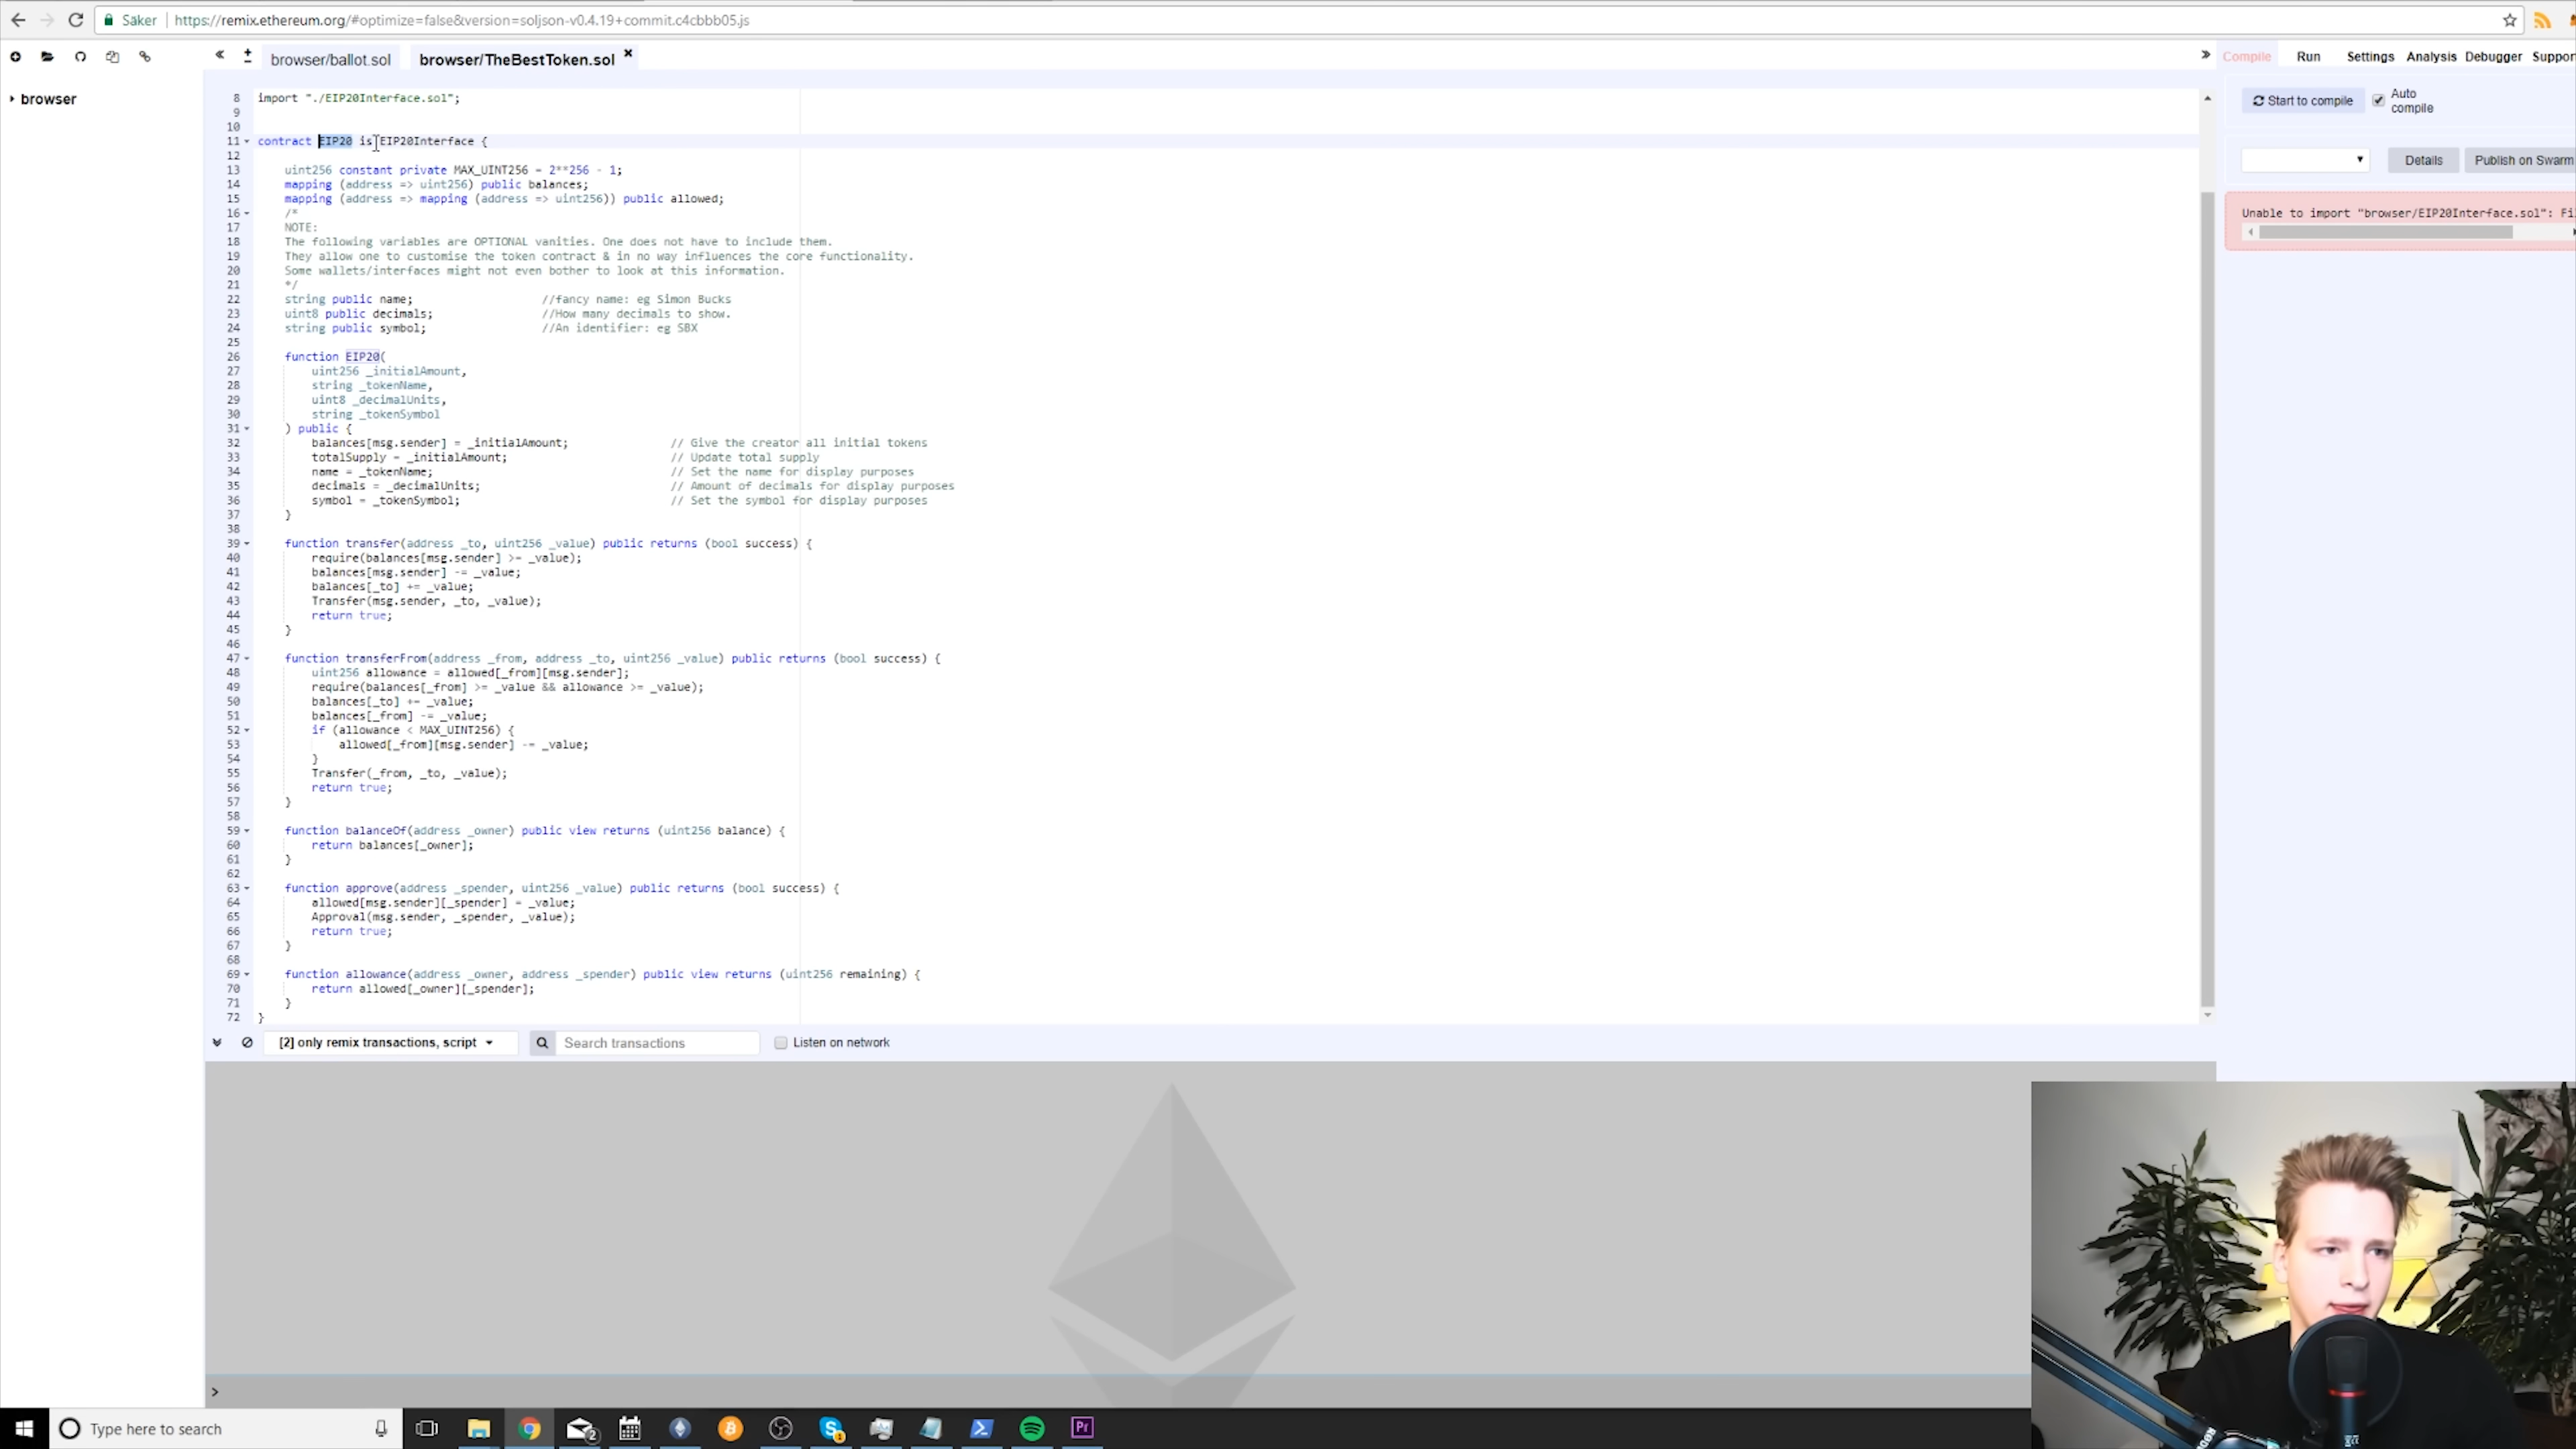 Säker https://remix.ethereum.org/#optimize=false&version=soljson-v0.4.19+commit.c4cbbb05.js
browser/ballot.sol browser/TheBestToken.sol Compile Run Settings Analysis Debugger Suppor
browser
Start to compile Auto compile
Details Publish on Swarm
Unable to import "browser/EIP20Interface.sol": Fi
8 import "./EIP20Interface.sol";
9
10
11 contract EIP20 is EIP20Interface {
12
13 uint256 constant private MAX_UINT256 = 2**256 - 1;
14 mapping (address => uint256) public balances;
15 mapping (address => mapping (address => uint256)) public allowed;
16 /*
17 NOTE:
18 The following variables are OPTIONAL vanities. One does not have to include them.
19 They allow one to customise the token contract & in no way influences the core functionality.
20 Some wallets/interfaces might not even bother to look at this information.
21 */
22 string public name; //fancy name: eg Simon Bucks
23 uint8 public decimals; //How many decimals to show.
24 string public symbol; //An identifier: eg SBX
25
26 function EIP20(
27 uint256 _initialAmount,
28 string _tokenName,
29 uint8 _decimalUnits,
30 string _tokenSymbol
31 ) public {
32 balances[msg.sender] = _initialAmount; // Give the creator all initial tokens
33 totalSupply = _initialAmount; // Update total supply
34 name = _tokenName; // Set the name for display purposes
35 decimals = _decimalUnits; // Amount of decimals for display purposes
36 symbol = _tokenSymbol; // Set the symbol for display purposes
37 }
38
39 function transfer(address _to, uint256 _value) public returns (bool success) {
40 require(balances[msg.sender] >= _value);
41 balances[msg.sender] -= _value;
42 balances[_to] += _value;
43 Transfer(msg.sender, _to, _value);
44 return true;
45 }
46
47 function transferFrom(address _from, address _to, uint256 _value) public returns (bool success) {
48 uint256 allowance = allowed[_from][msg.sender];
49 require(balances[_from] >= _value && allowance >= _value);
50 balances[_to] += _value;
51 balances[_from] -= _value;
52 if (allowance < MAX_UINT256) {
53 allowed[_from][msg.sender] -= _value;
54 }
55 Transfer(_from, _to, _value);
56 return true;
57 }
58
59 function balanceOf(address _owner) public view returns (uint256 balance) {
60 return balances[_owner];
61 }
62
63 function approve(address _spender, uint256 _value) public returns (bool success) {
64 allowed[msg.sender][_spender] = _value;
65 Approval(msg.sender, _spender, _value);
66 return true;
67 }
68
69 function allowance(address _owner, address _spender) public view returns (uint256 remaining) {
70 return allowed[_owner][_spender];
71 }
72 }
[2] only remix transactions, script Search transactions Listen on network
>
Type here to search 2 Pr